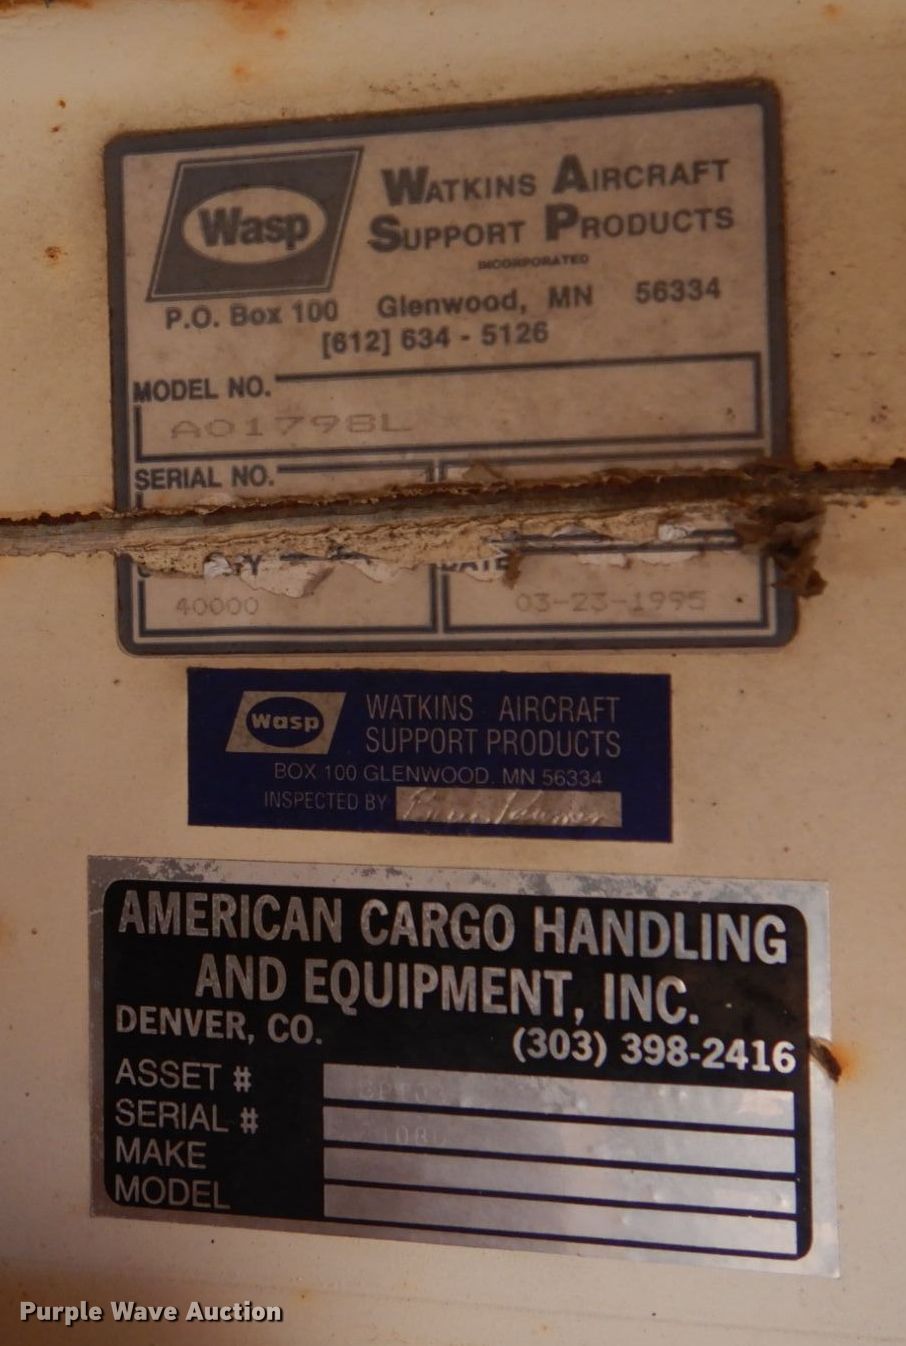 Wasp
WATKINS AIRCRAFT
SUPPORT PRODUCTS
INCORPORATED
P.O. Box 100 Glenwood, MN 56334
[612] 634 - 5126
MODEL NO.
A01798L
SERIAL NO.
40000
03-23-1995
wasp
WATKINS AIRCRAFT
SUPPORT PRODUCTS
BOX 100 GLENWOOD, MN 56334
INSPECTED BY
AMERICAN CARGO HANDLING
AND EQUIPMENT, INC.
DENVER, CO.
(303) 398-2416
ASSET #
SERIAL #
MAKE
MODEL
Purple Wave Auction